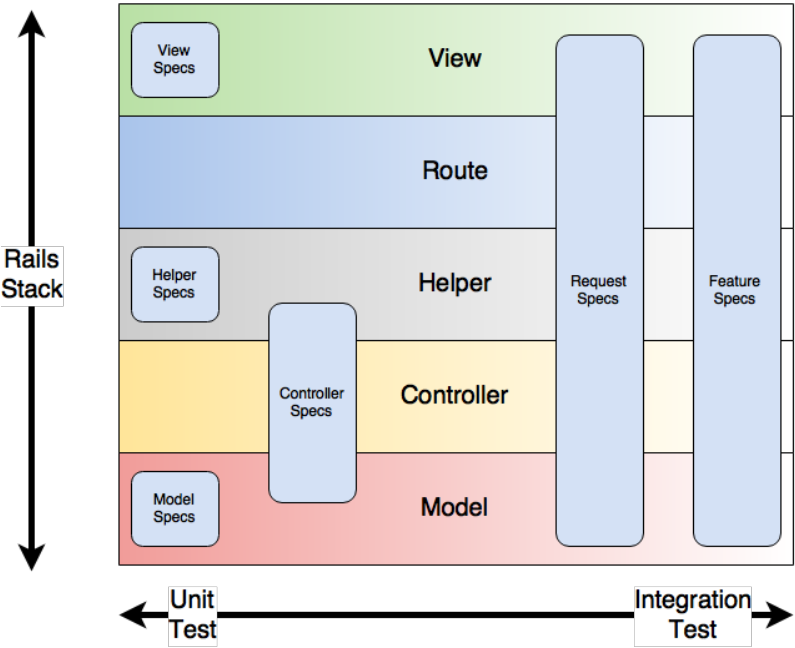 View
Specs
View
Route
Rails
Stack
Helper
Specs
Helper
Request
Specs
Feature
Specs
Controller
Specs
Controller
Model
Specs
Model
Unit
Test
Integration
Test